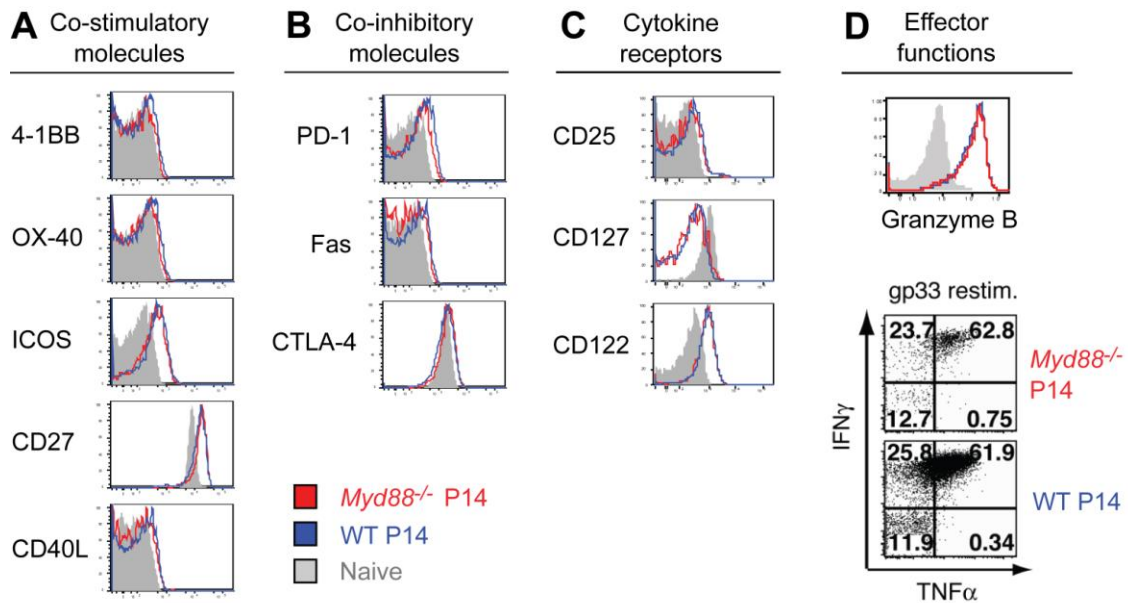 A Co-stimulatory
molecules
4-1BB
OX-40
ICOS
CD27
CD40L
B Co-inhibitory
molecules
PD-1
Fas
CTLA-4
Myd88-/- P14
WT P14
Naive
C Cytokine
receptors
CD25
CD127
CD122
D Effector
functions
Granzyme B
gp33 restim.
23.7 62.8
12.7 0.75
Myd88-/-
P14
25.8 61.9
11.9 0.34
WT P14
IFNγ
TNFα